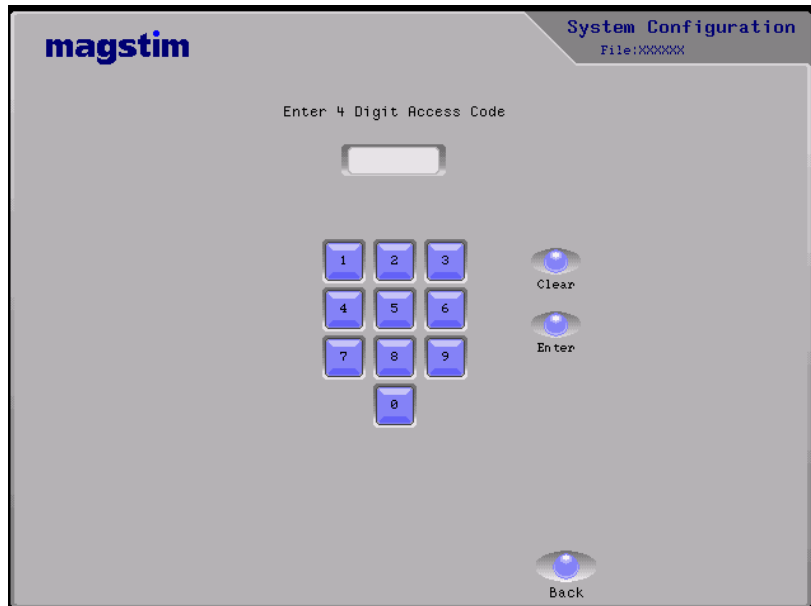 magstim
System Configuration
File:XXXXXX
Enter 4 Digit Access Code
1 2 3
Clear
4 5 6
Enter
7 8 9
0
Back